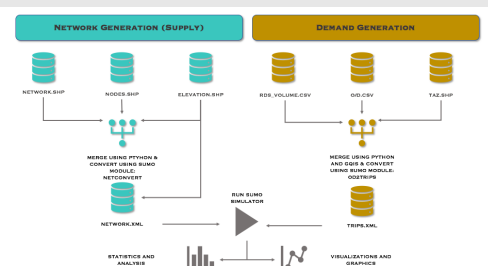 NETWORK GENERATION (SUPPLY)
DEMAND GENERATION
NETWORK.SHP
NODES.SHP
ELEVATION.SHP
RDS_VOLUME.CSV
O/D.CSV
TAZ.SHP
MERGE USING PTYHON &
CONVERT USING SUMO
MODULE:
NETCONVERT
MERGE USING PYTHON
AND GQIS & CONVERT
USING SUMO MODULE:
OD2TRIPS
RUN SUMO
SIMULATOR
NETWORK.XML
TRIPS.XML
STATISTICS AND
ANALYSIS
VISUALIZATIONS AND
GRAPHICS